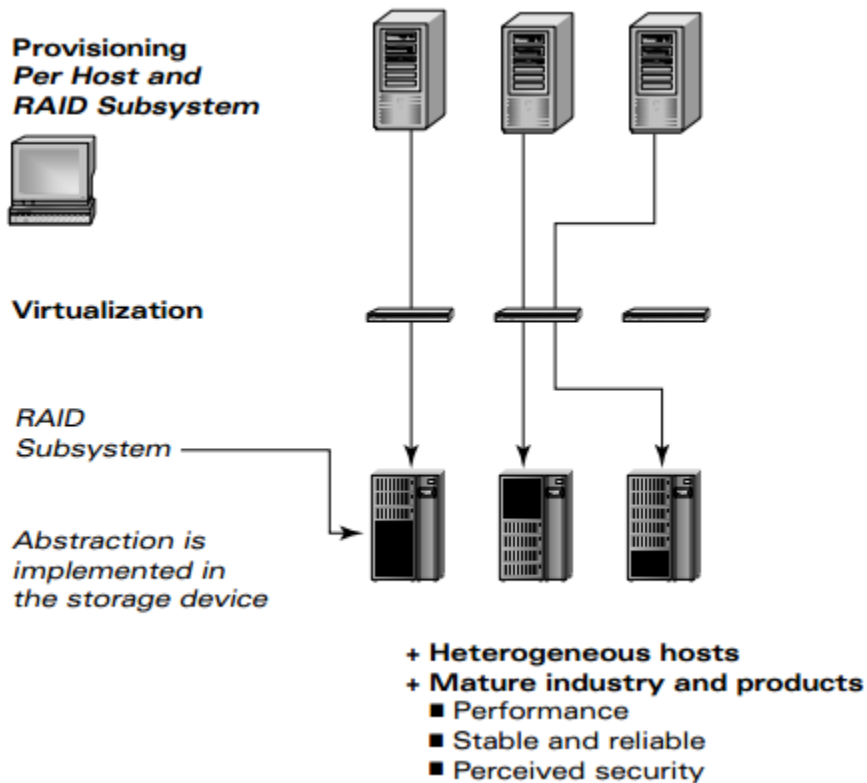 Provisioning
Per Host and
RAID Subsystem
Virtualization
RAID
Subsystem
Abstraction is
implemented in
the storage device
+ Heterogeneous hosts
+ Mature industry and products
■ Performance
■ Stable and reliable
■ Perceived security